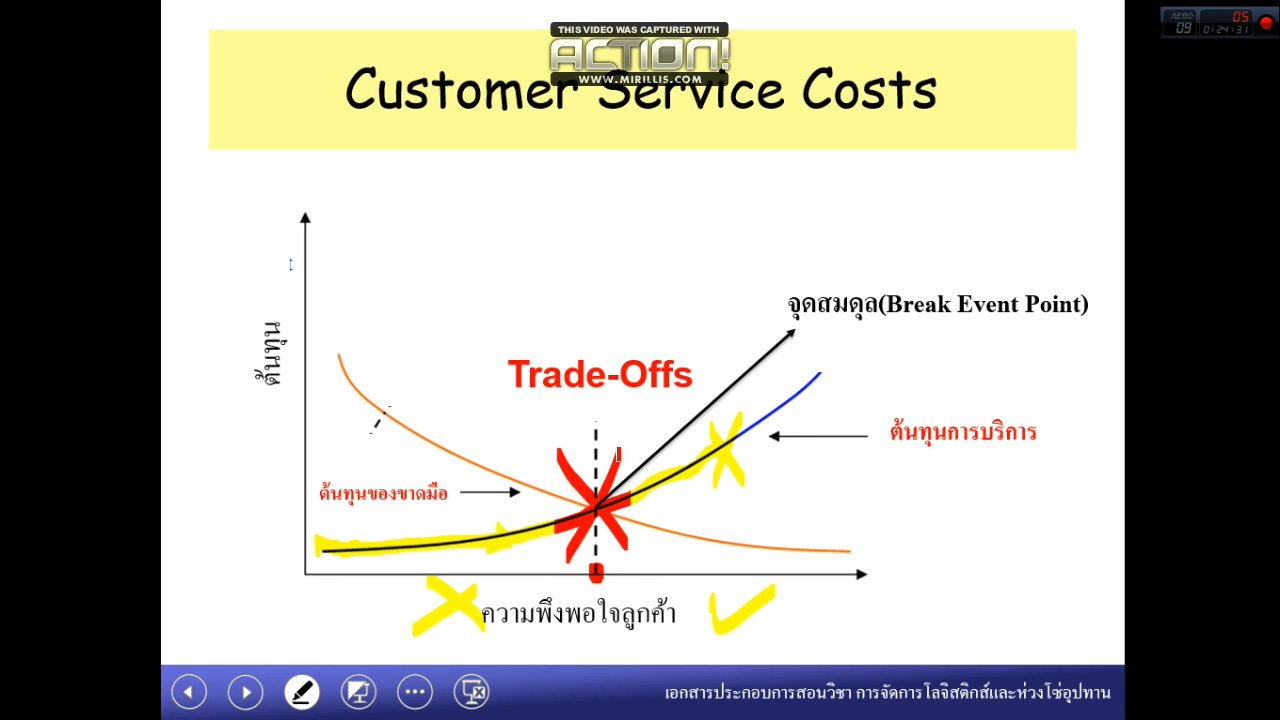 THIS VIDEO WAS CAPTURED WITH
ACTION!
WWW.MIRILLIS.COM
AERO
09
05
0:24:31
Customer Service Costs
t
ต้นทุน
จุดสมดุล(Break Event Point)
Trade-Offs
ต้นทุนการบริการ
ต้นทุนของขาดมือ
ความพึงพอใจลูกค้า
เอกสารประกอบการสอนวิชา การจัดการโลจิสติกส์และห่วงโซ่อุปทาน